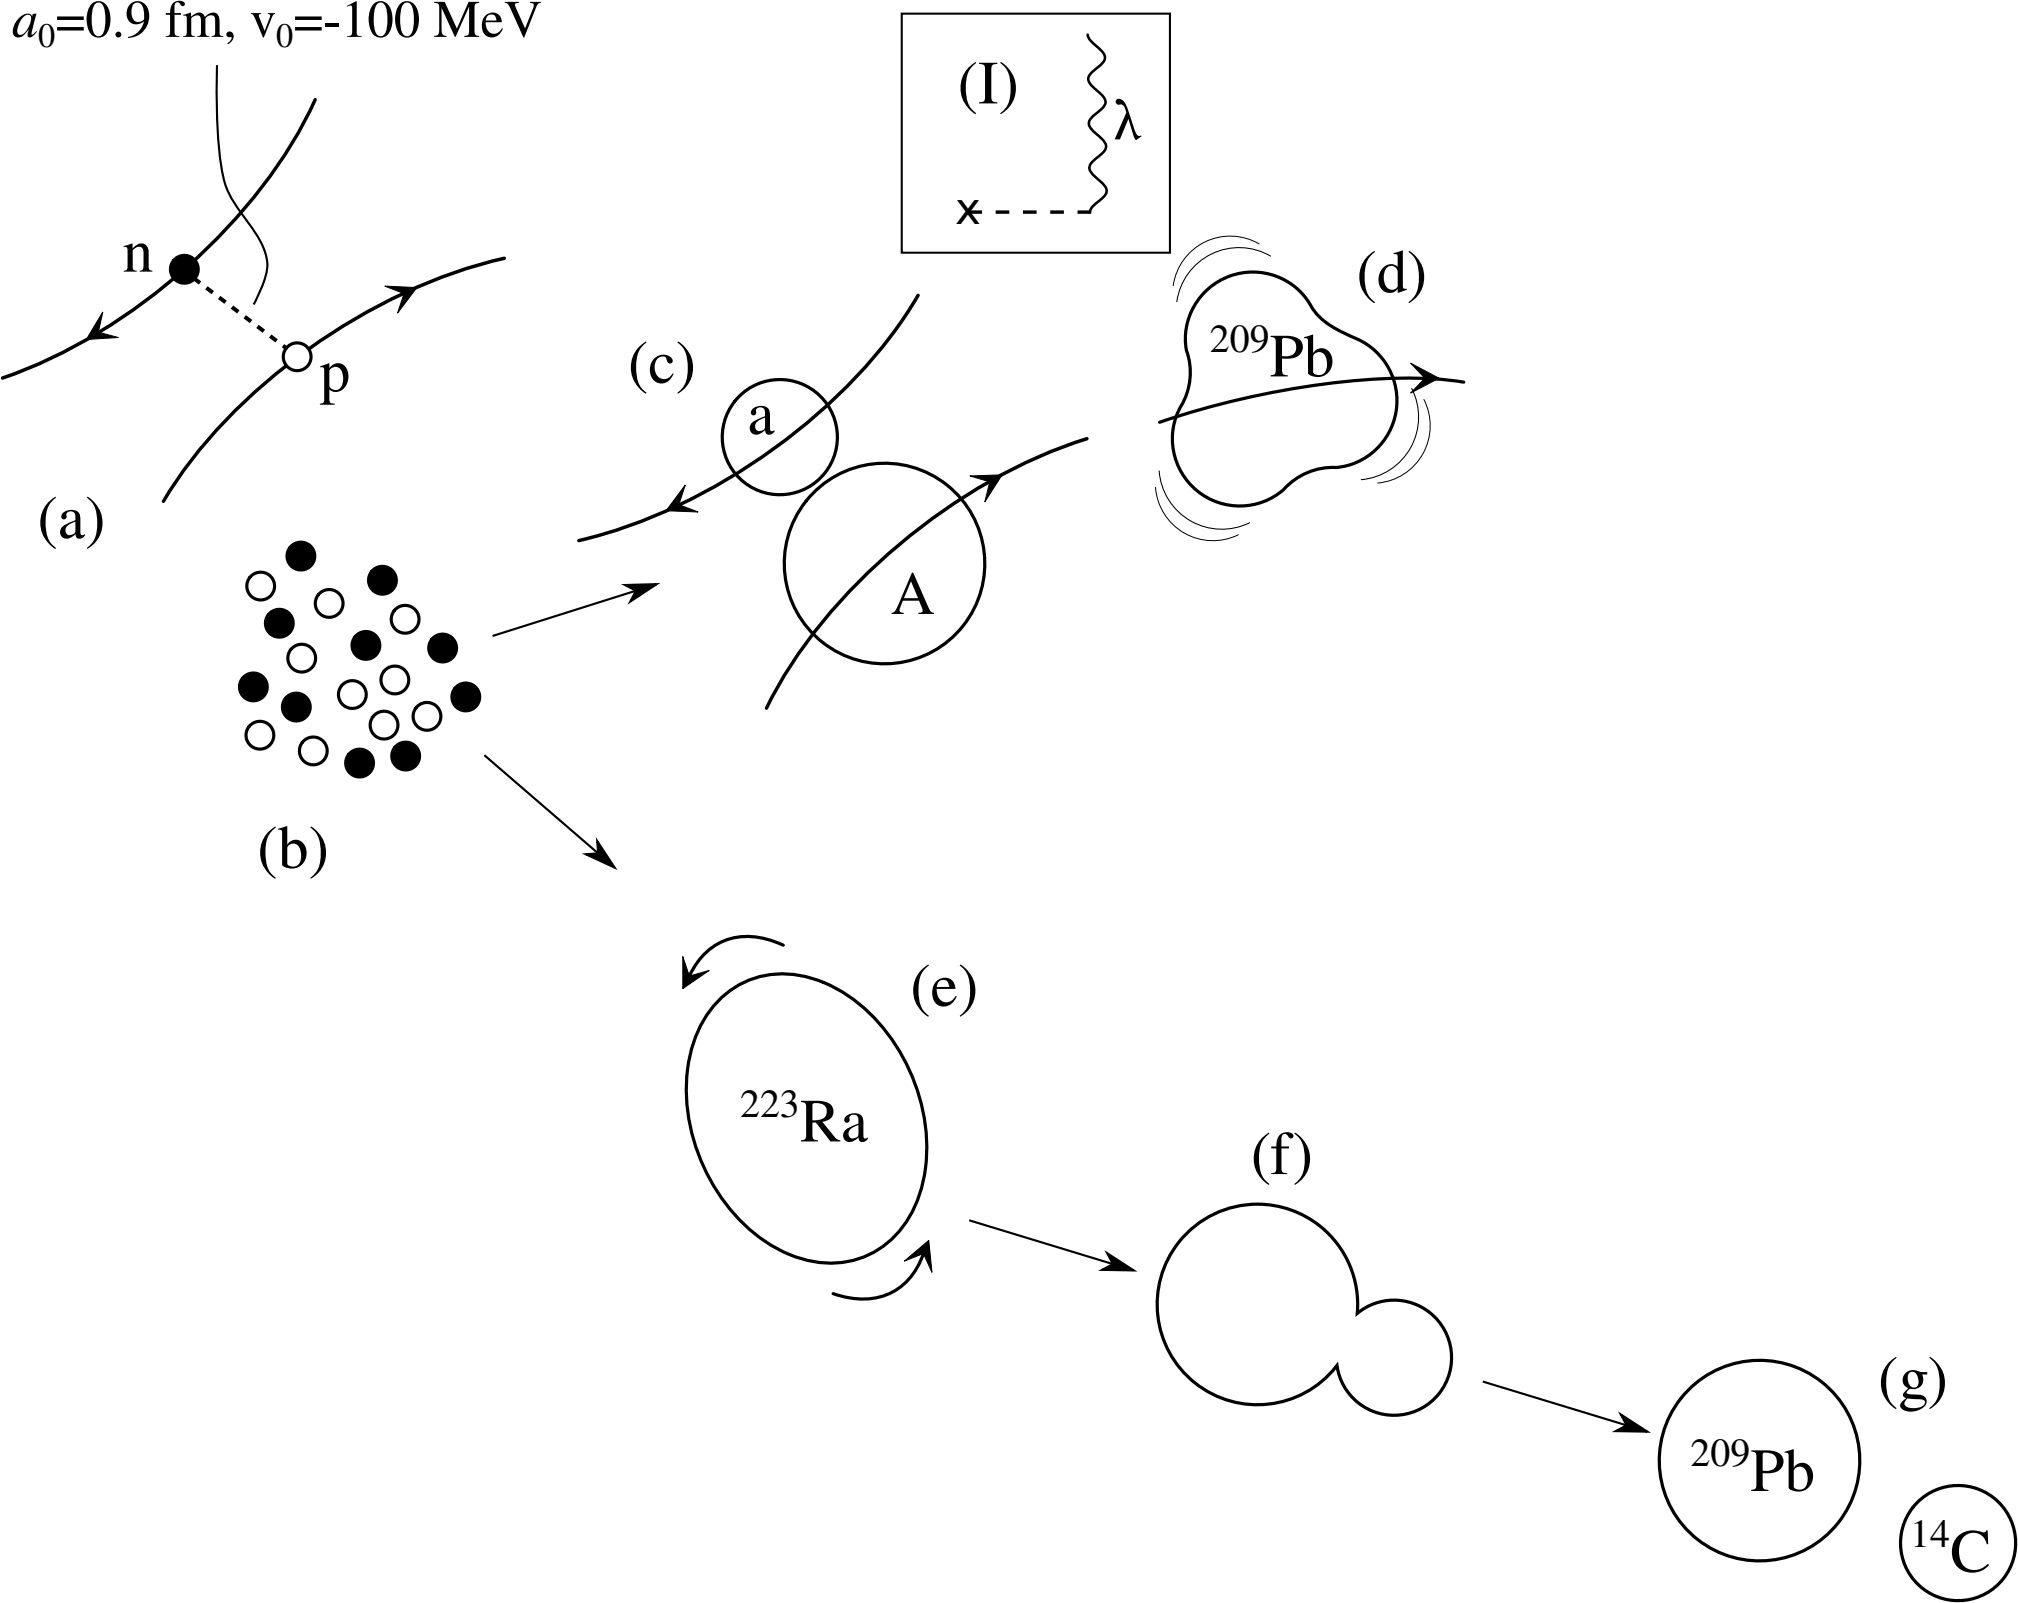 a₀=0.9 fm, v₀=-100 MeV
(I)
λ
x
n
p
(a)
(b)
(c)
a
A
(d)
²⁰⁹Pb
(e)
²²³Ra
(f)
(g)
²⁰⁹Pb
¹⁴C